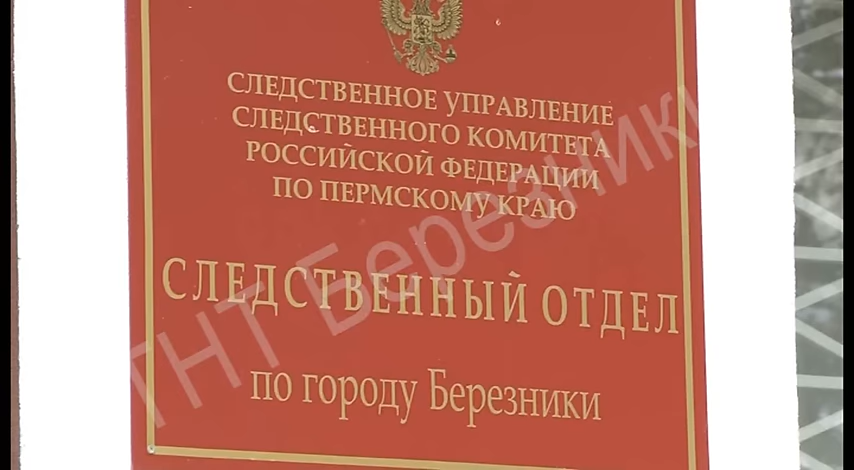 СЛЕДСТВЕННОЕ УПРАВЛЕНИЕ
СЛЕДСТВЕННОГО КОМИТЕТА
РОССИЙСКОЙ ФЕДЕРАЦИИ
ПО ПЕРМСКОМУ КРАЮ
СЛЕДСТВЕННЫЙ ОТДЕЛ
по городу Березники
ТНТ Березники